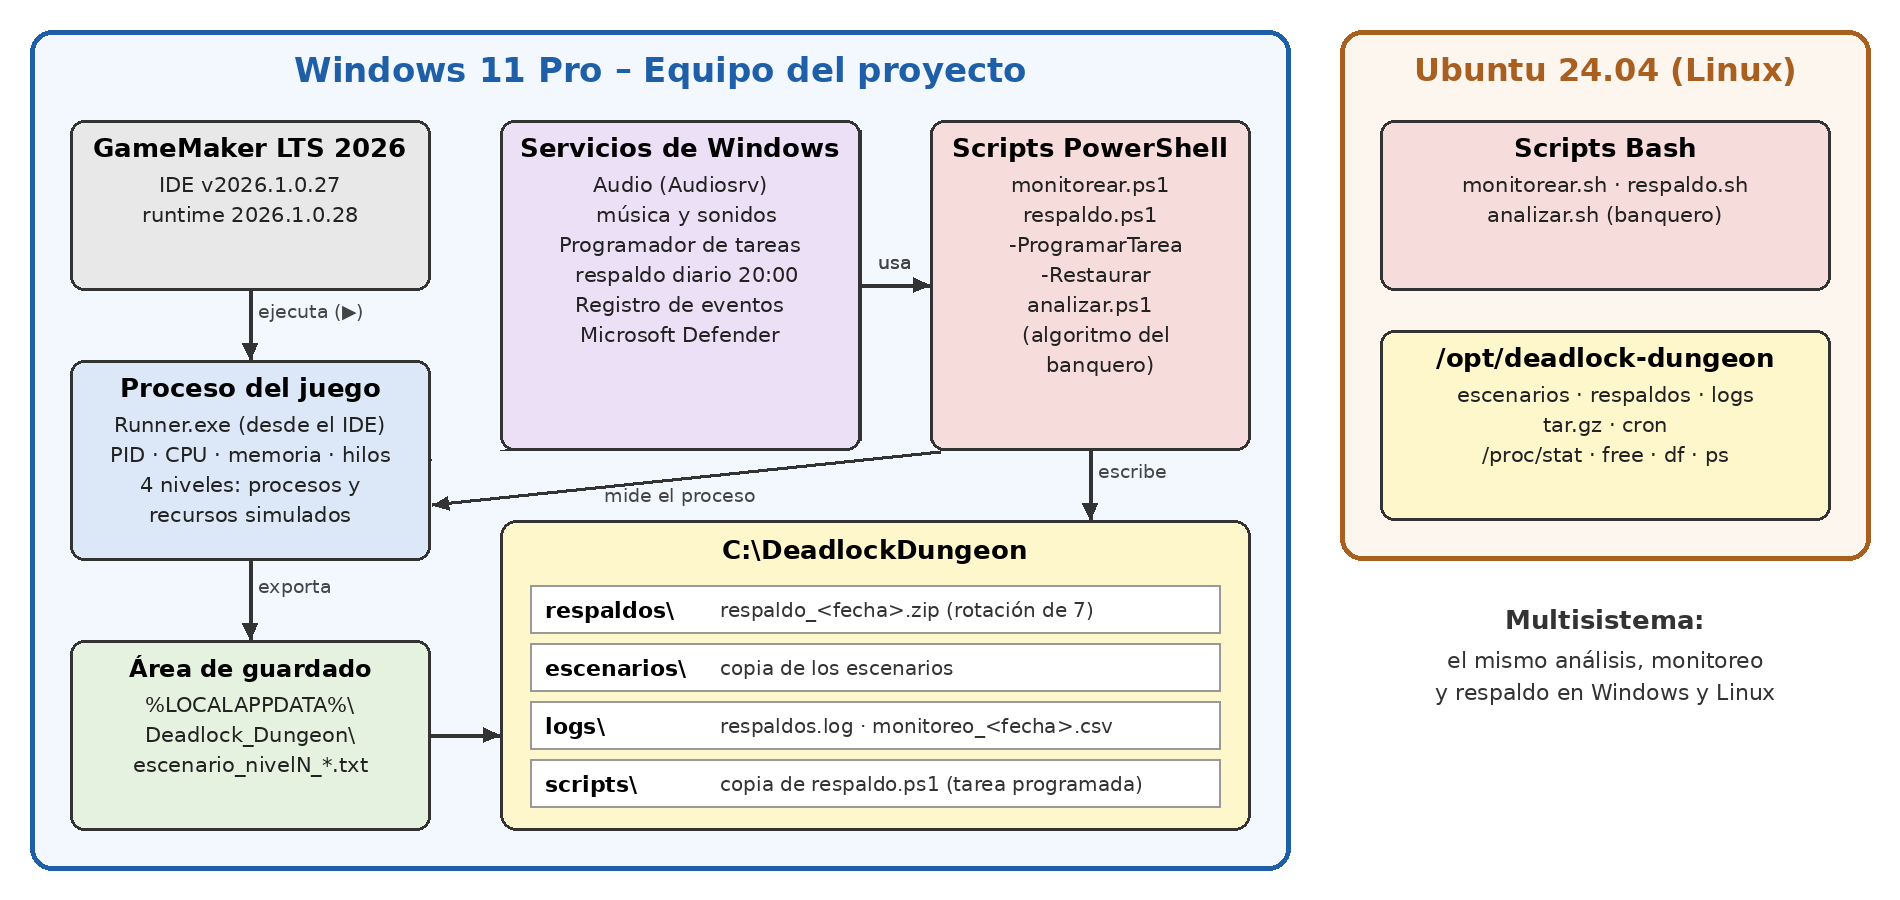 Windows 11 Pro – Equipo del proyecto
GameMaker LTS 2026
IDE v2026.1.0.27
runtime 2026.1.0.28
ejecuta (▶)
Proceso del juego
Runner.exe (desde el IDE)
PID · CPU · memoria · hilos
4 niveles: procesos y
recursos simulados
exporta
Área de guardado
%LOCALAPPDATA%\
Deadlock_Dungeon\
escenario_nivelN_*.txt
Servicios de Windows
Audio (Audiosrv)
música y sonidos
Programador de tareas
respaldo diario 20:00
Registro de eventos
Microsoft Defender
usa
Scripts PowerShell
monitorear.ps1
respaldo.ps1
-ProgramarTarea
-Restaurar
analizar.ps1
(algoritmo del
banquero)
mide el proceso
escribe
C:\DeadlockDungeon
respaldos\ respaldo_<fecha>.zip (rotación de 7)
escenarios\ copia de los escenarios
logs\ respaldos.log · monitoreo_<fecha>.csv
scripts\ copia de respaldo.ps1 (tarea programada)
Ubuntu 24.04 (Linux)
Scripts Bash
monitorear.sh · respaldo.sh
analizar.sh (banquero)
/opt/deadlock-dungeon
escenarios · respaldos · logs
tar.gz · cron
/proc/stat · free · df · ps
Multisistema:
el mismo análisis, monitoreo
y respaldo en Windows y Linux